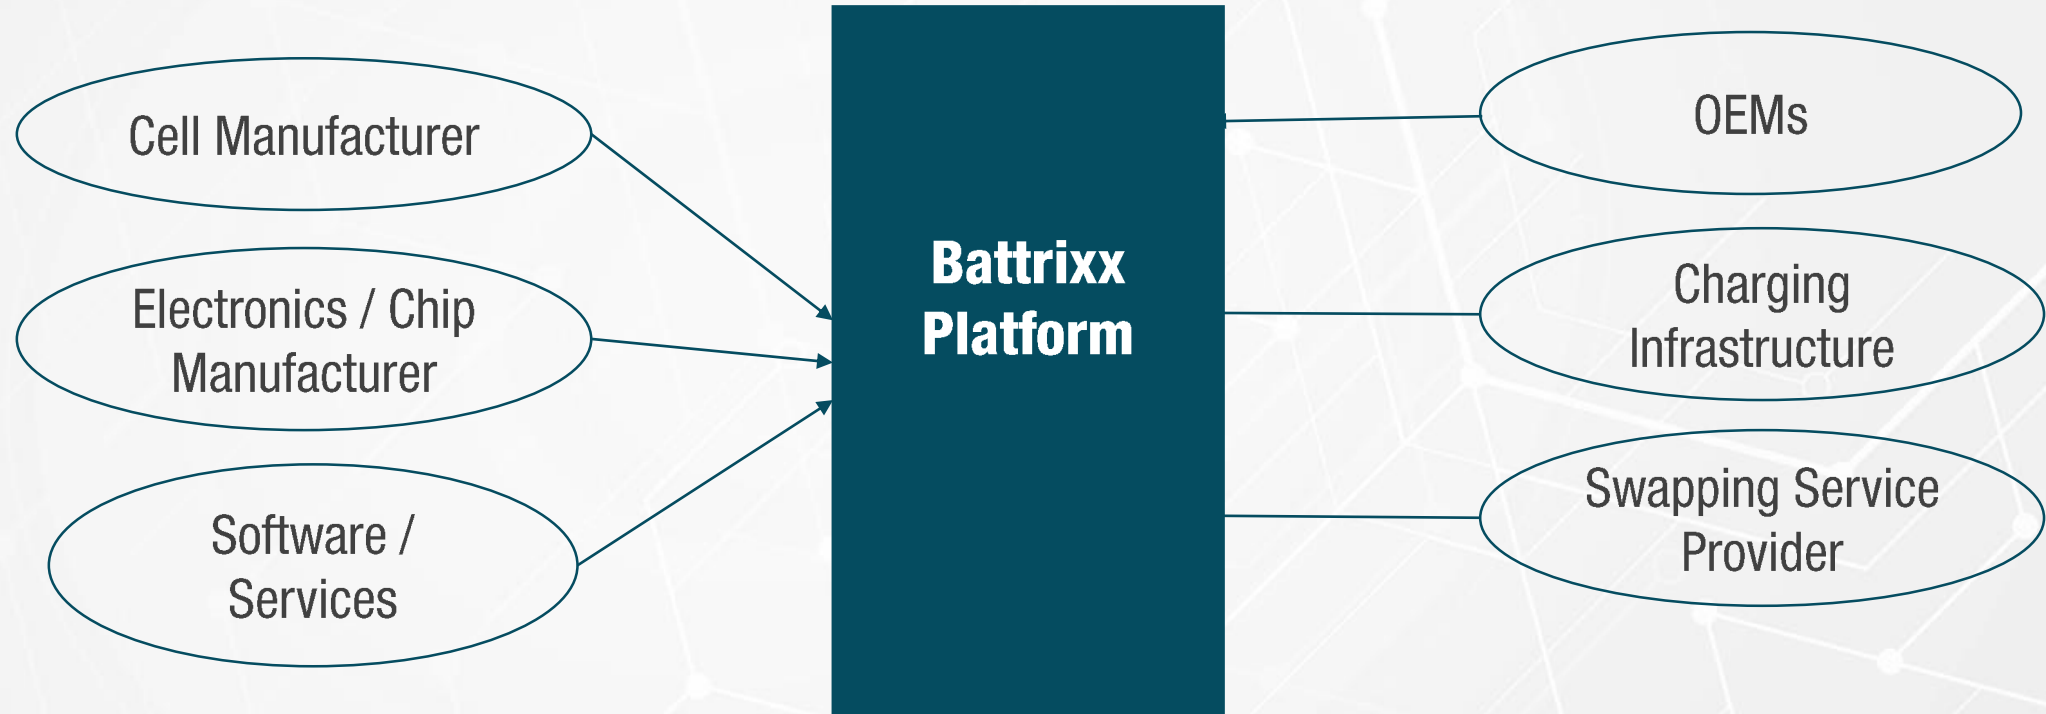 Cell Manufacturer
Electronics / Chip
Manufacturer
Software /
Services
Battrixx
Platform
OEMs
Charging
Infrastructure
Swapping Service
Provider